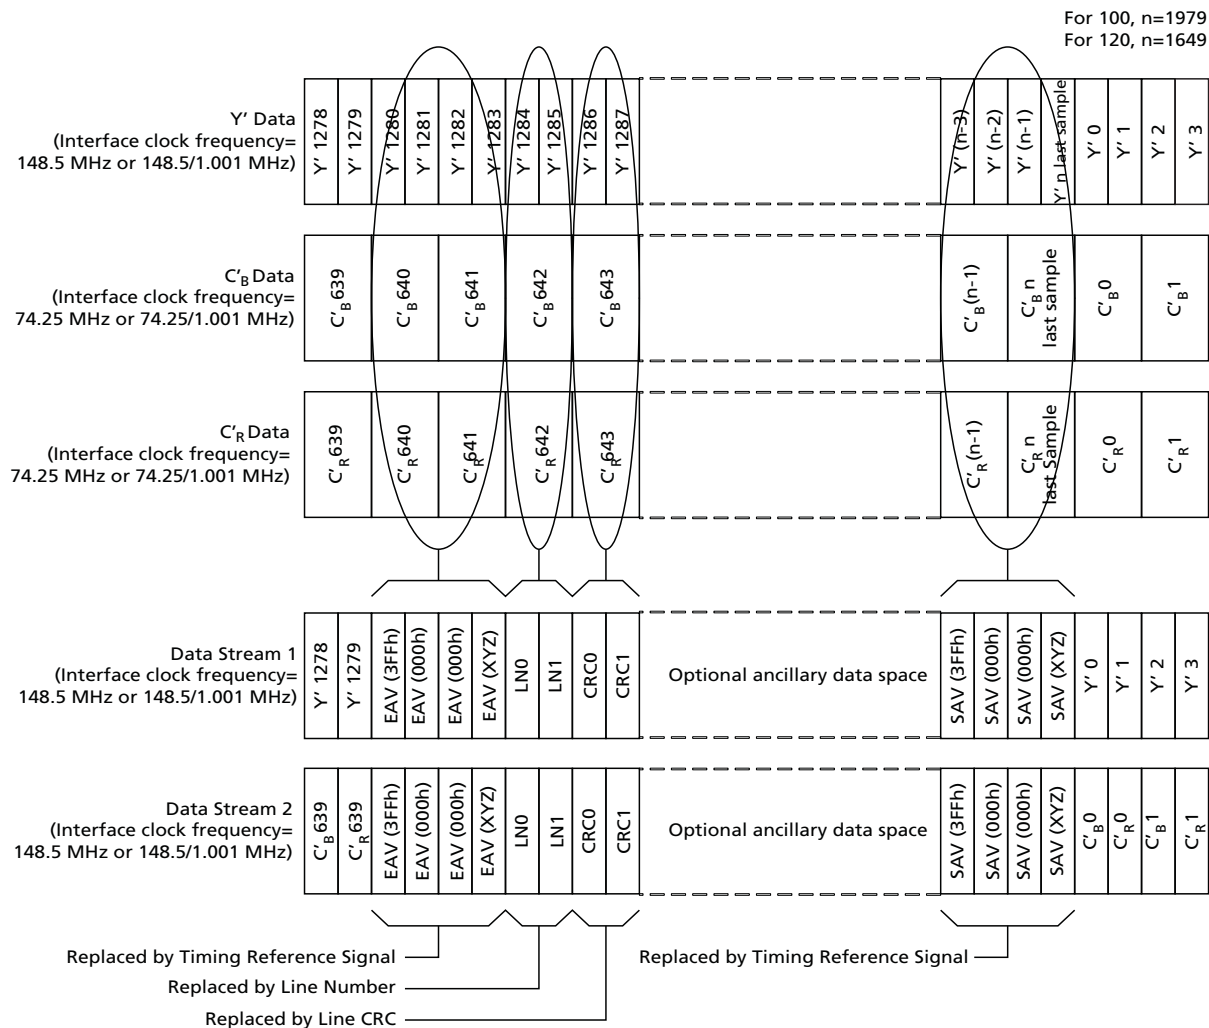 For 100, n=1979
For 120, n=1649
Y' Data
(Interface clock frequency=
148.5 MHz or 148.5/1.001 MHz)
Y' 1278
Y' 1279
Y' 1280
Y' 1281
Y' 1282
Y' 1283
Y' 1284
Y' 1285
Y' 1286
Y' 1287
Y' (n-3)
Y' (n-2)
Y' (n-1)
Y' n last sample
Y' 0
Y' 1
Y' 2
Y' 3
C'B Data
(Interface clock frequency=
74.25 MHz or 74.25/1.001 MHz)
C'B 639
C'B 640
C'B 641
C'B 642
C'B 643
C'B (n-1)
C'B n
last sample
C'B 0
C'B 1
C'R Data
(Interface clock frequency=
74.25 MHz or 74.25/1.001 MHz)
C'R 639
C'R 640
C'R 641
C'R 642
C'R 643
C'R (n-1)
C'R n
last Sample
C'R 0
C'R 1
Data Stream 1
(Interface clock frequency=
148.5 MHz or 148.5/1.001 MHz)
Y' 1278
Y' 1279
EAV (3FFh)
EAV (000h)
EAV (000h)
EAV (XYZ)
LN0
LN1
CRC0
CRC1
Optional ancillary data space
SAV (3FFh)
SAV (000h)
SAV (000h)
SAV (XYZ)
Y' 0
Y' 1
Y' 2
Y' 3
Data Stream 2
(Interface clock frequency=
148.5 MHz or 148.5/1.001 MHz)
C'B 639
C'R 639
EAV (3FFh)
EAV (000h)
EAV (000h)
EAV (XYZ)
LN0
LN1
CRC0
CRC1
Optional ancillary data space
SAV (3FFh)
SAV (000h)
SAV (000h)
SAV (XYZ)
C'B 0
C'R 0
C'B 1
C'R 1
Replaced by Timing Reference Signal
Replaced by Timing Reference Signal
Replaced by Line Number
Replaced by Line CRC